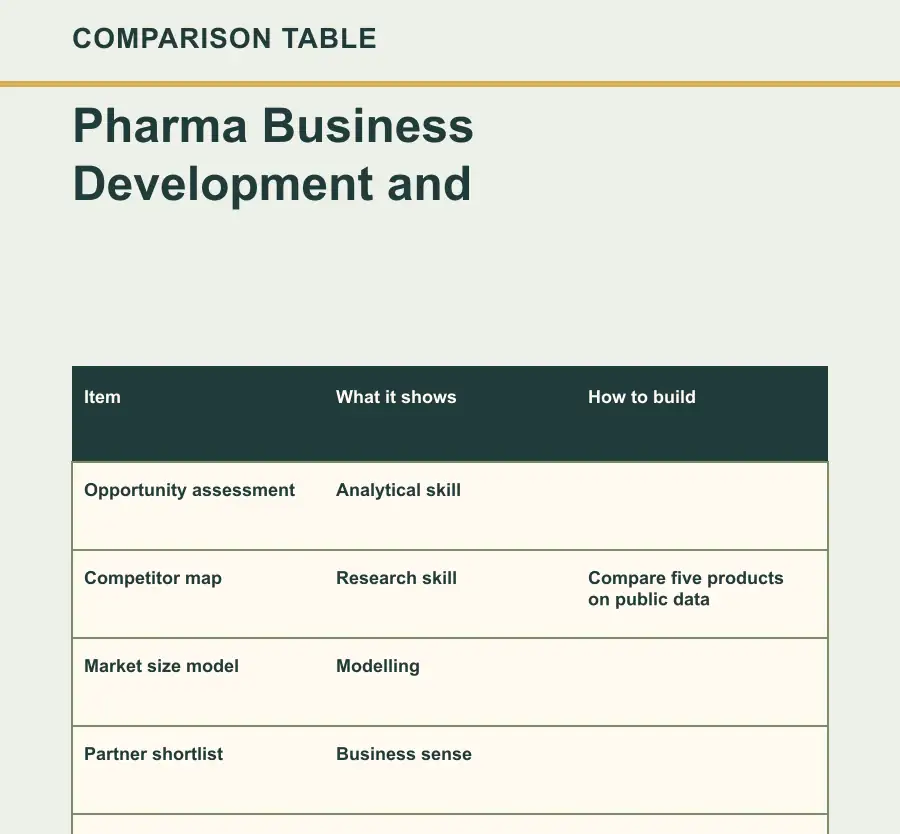 COMPARISON TABLE
Pharma Business
Development and
Item What it shows How to build
Opportunity assessment Analytical skill
Competitor map Research skill Compare five products
on public data
Market size model Modelling
Partner shortlist Business sense